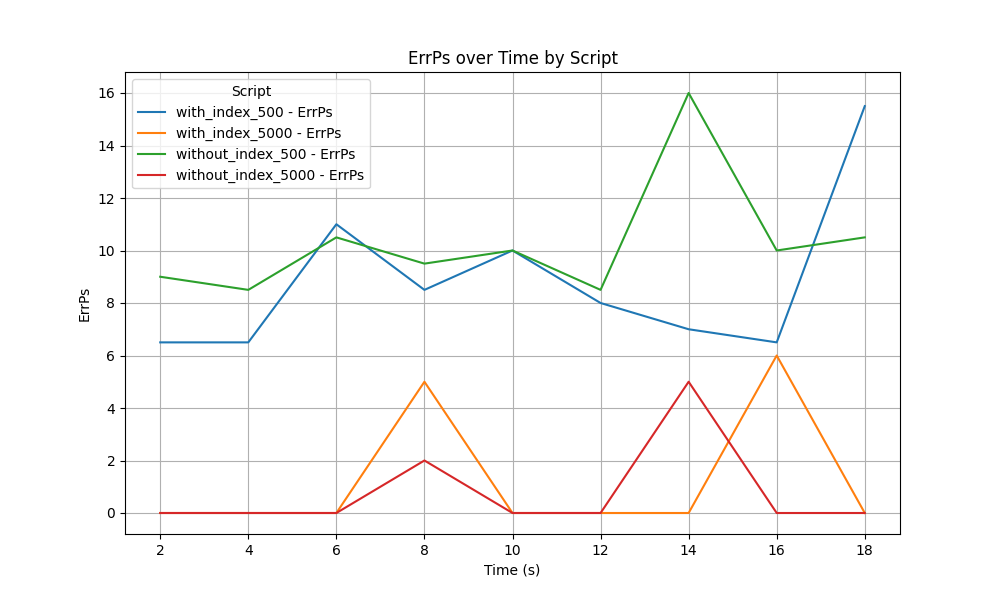 ErrPs over Time by Script
Script
with_index_500 - ErrPs
with_index_5000 - ErrPs
without_index_500 - ErrPs
without_index_5000 - ErrPs
ErrPs
16
14
12
10
8
6
4
2
0
2 4 6 8 10 12 14 16 18
Time (s)